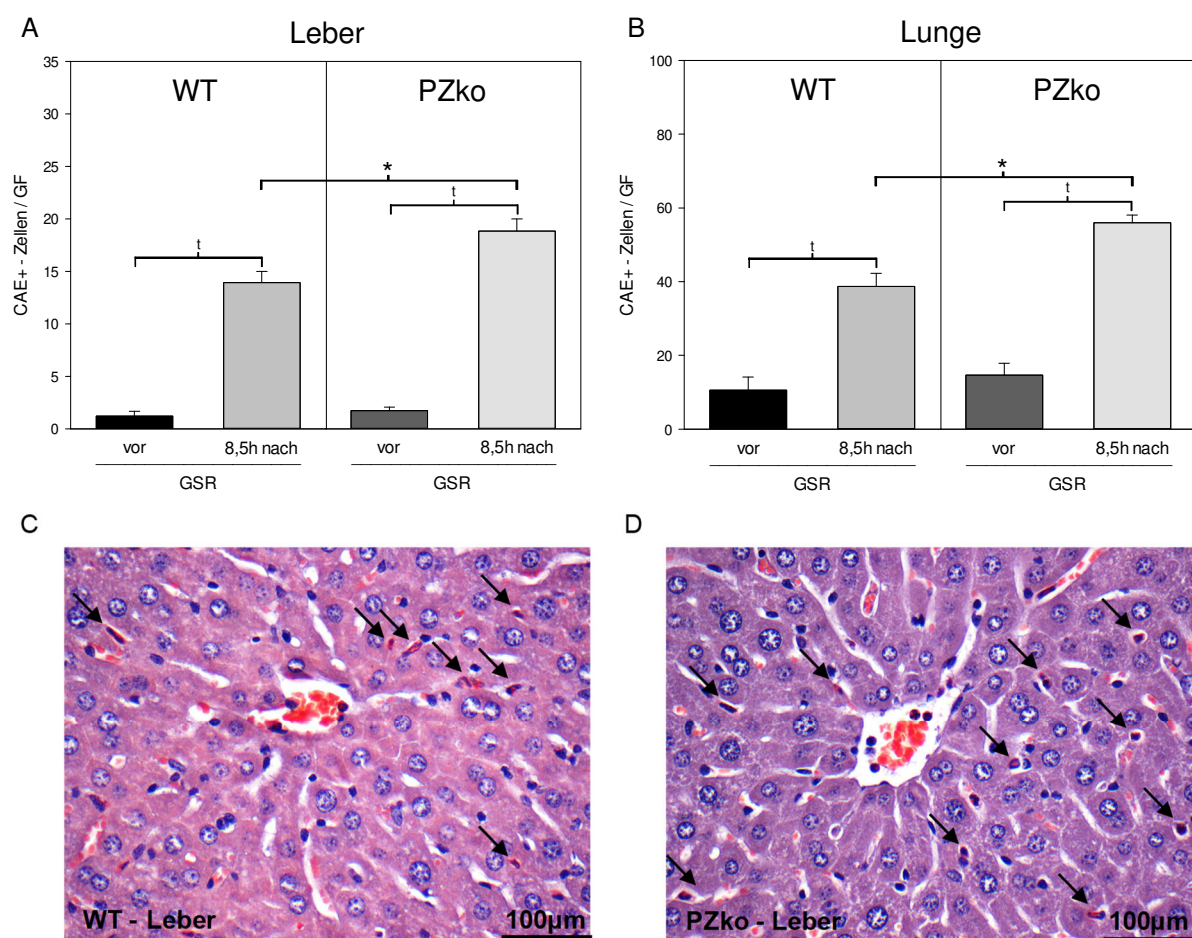 A
Leber
35
30
25
20
15
10
5
0
CAE+ - Zellen / GF
WT
PZko
*
t
t
vor
8,5h nach
vor
8,5h nach
GSR
GSR
B
Lunge
100
80
60
40
20
0
CAE+ - Zellen / GF
WT
PZko
*
t
t
vor
8,5h nach
vor
8,5h nach
GSR
GSR
C
WT - Leber
100µm
D
PZko - Leber
100µm